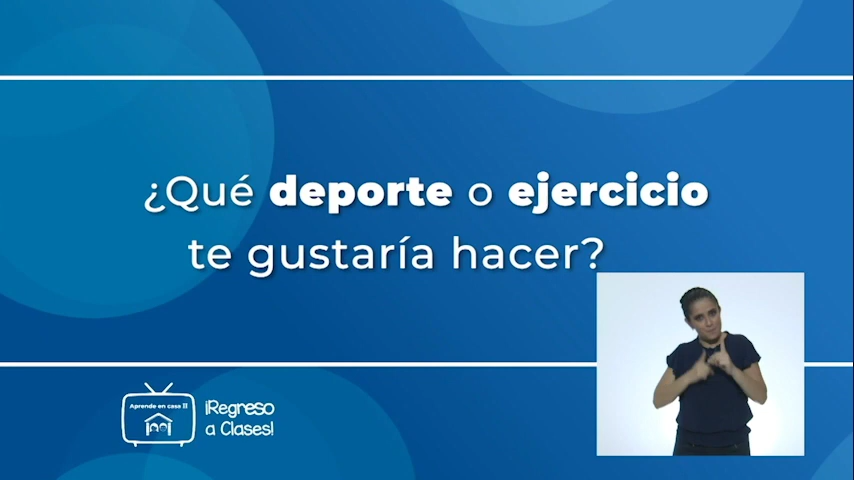 ¿Qué deporte o ejercicio
te gustaría hacer?
Aprende en casa II
¡Regreso
a Clases!